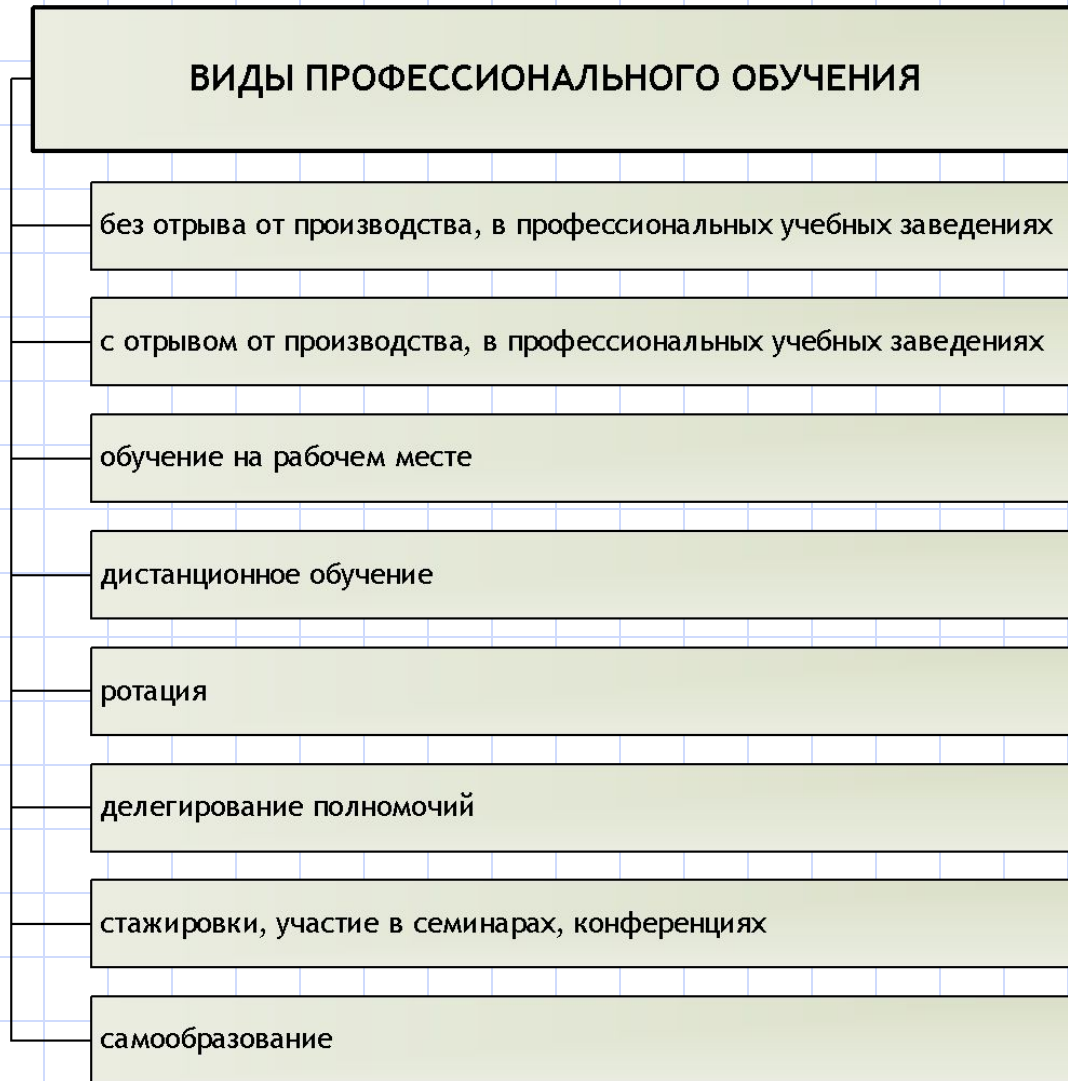 ВИДЫ ПРОФЕССИОНАЛЬНОГО ОБУЧЕНИЯ
без отрыва от производства, в профессиональных учебных заведениях
с отрывом от производства, в профессиональных учебных заведениях
обучение на рабочем месте
дистанционное обучение
ротация
делегирование полномочий
стажировки, участие в семинарах, конференциях
самообразование